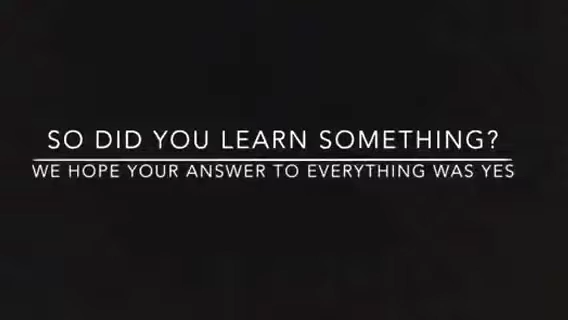 SO DID YOU LEARN SOMETHING?
WE HOPE YOUR ANSWER TO EVERYTHING WAS YES